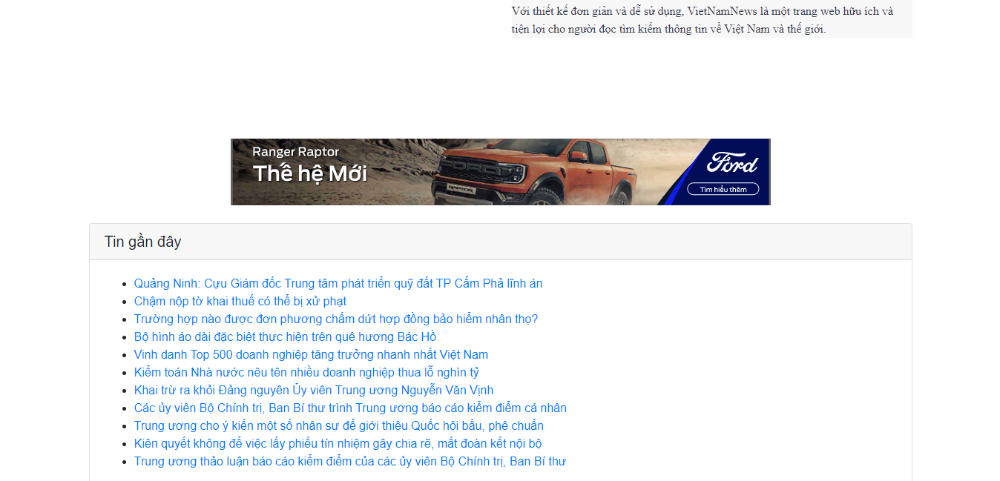 Với thiết kế đơn giản và dễ sử dụng, VietNamNews là một trang web hữu ích và
tiện lợi cho người đọc tìm kiếm thông tin về Việt Nam và thế giới.
Ranger Raptor
Thế hệ Mới
FORD
RAPTOR
Ford
Tìm hiểu thêm
Tin gần đây
Quảng Ninh: Cựu Giám đốc Trung tâm phát triển quỹ đất TP Cẩm Phả lĩnh án
Chậm nộp tờ khai thuế có thể bị xử phạt
Trường hợp nào được đơn phương chấm dứt hợp đồng bảo hiểm nhân thọ?
Bộ hình áo dài đặc biệt thực hiện trên quê hương Bác Hồ
Vinh danh Top 500 doanh nghiệp tăng trưởng nhanh nhất Việt Nam
Kiểm toán Nhà nước nêu tên nhiều doanh nghiệp thua lỗ nghìn tỷ
Khai trừ ra khỏi Đảng nguyên Ủy viên Trung ương Nguyễn Văn Vịnh
Các ủy viên Bộ Chính trị, Ban Bí thư trình Trung ương báo cáo kiểm điểm cá nhân
Trung ương cho ý kiến một số nhân sự để giới thiệu Quốc hội bầu, phê chuẩn
Kiên quyết không để việc lấy phiếu tín nhiệm gây chia rẽ, mất đoàn kết nội bộ
Trung ương thảo luận báo cáo kiểm điểm của các ủy viên Bộ Chính trị, Ban Bí thư